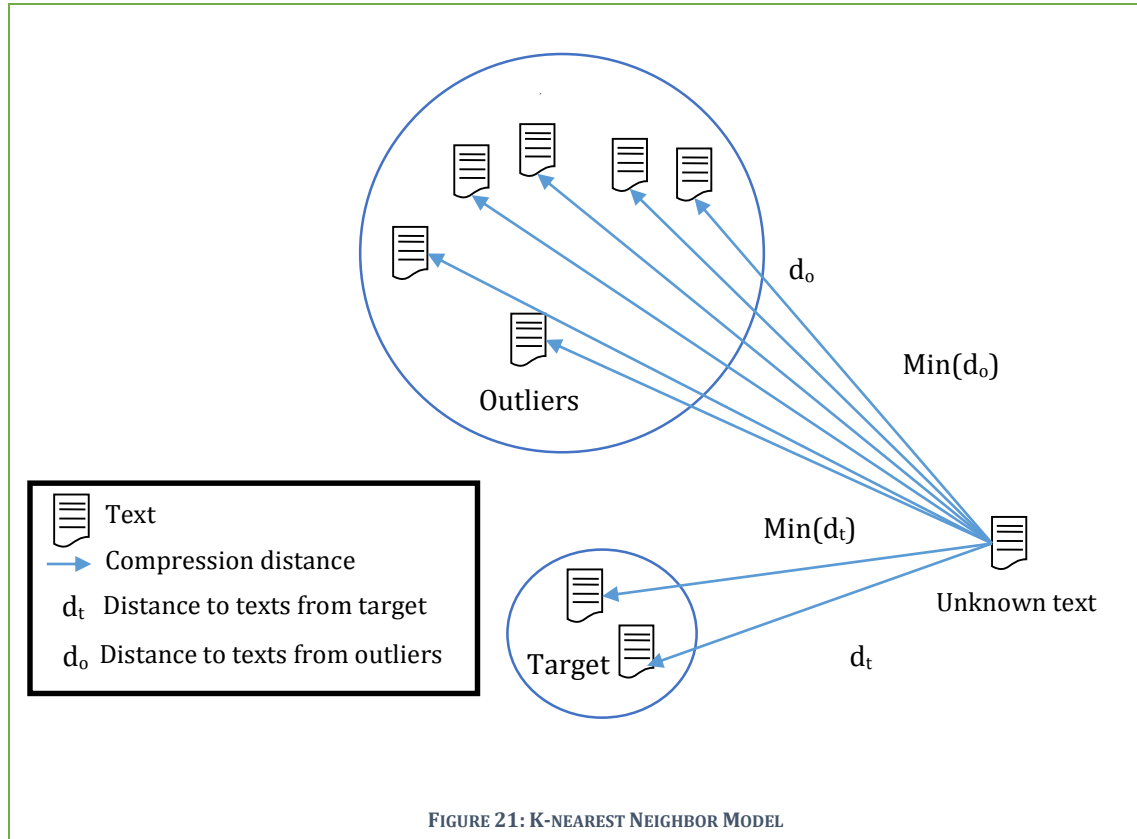 dₒ
Min(dₒ)
Outliers
Min(dₜ)
Unknown text
Target
dₜ
Text
Compression distance
dₜ Distance to texts from target
dₒ Distance to texts from outliers
FIGURE 21: K-NEAREST NEIGHBOR MODEL